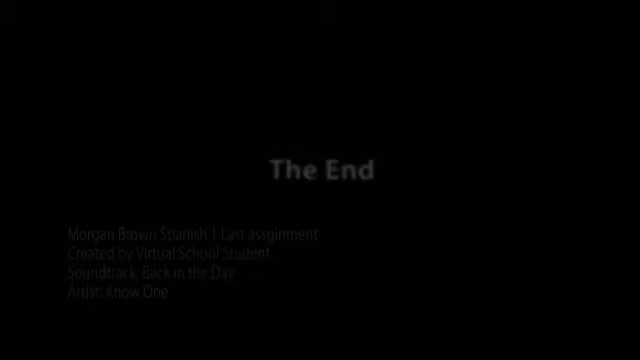 The End
Morgan Brown Spanish 1 Last assginment
Created by Virtual School Student
Soundtrack: Back in the Day
Artist: Know One